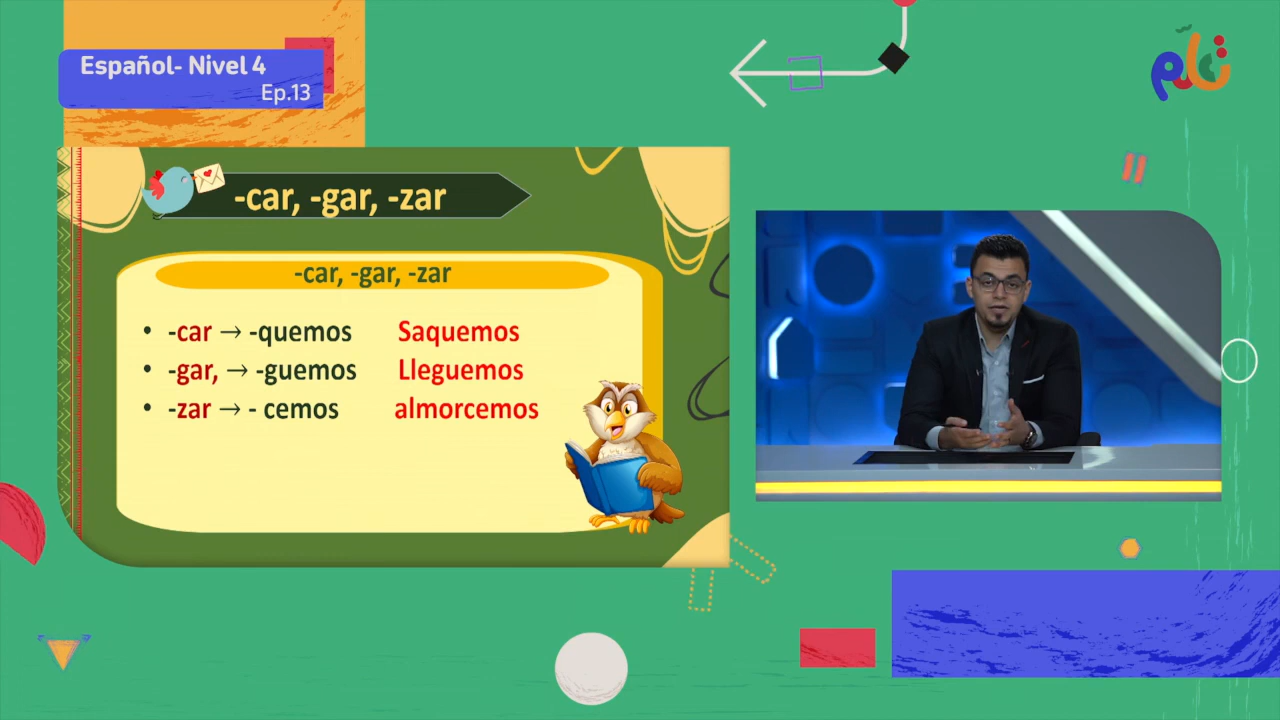 Español- Nivel 4
Ep.13
نتعلم
-car, -gar, -zar
-car, -gar, -zar
• -car → -quemos Saquemos
• -gar, → -guemos Lleguemos
• -zar → - cemos almorcemos